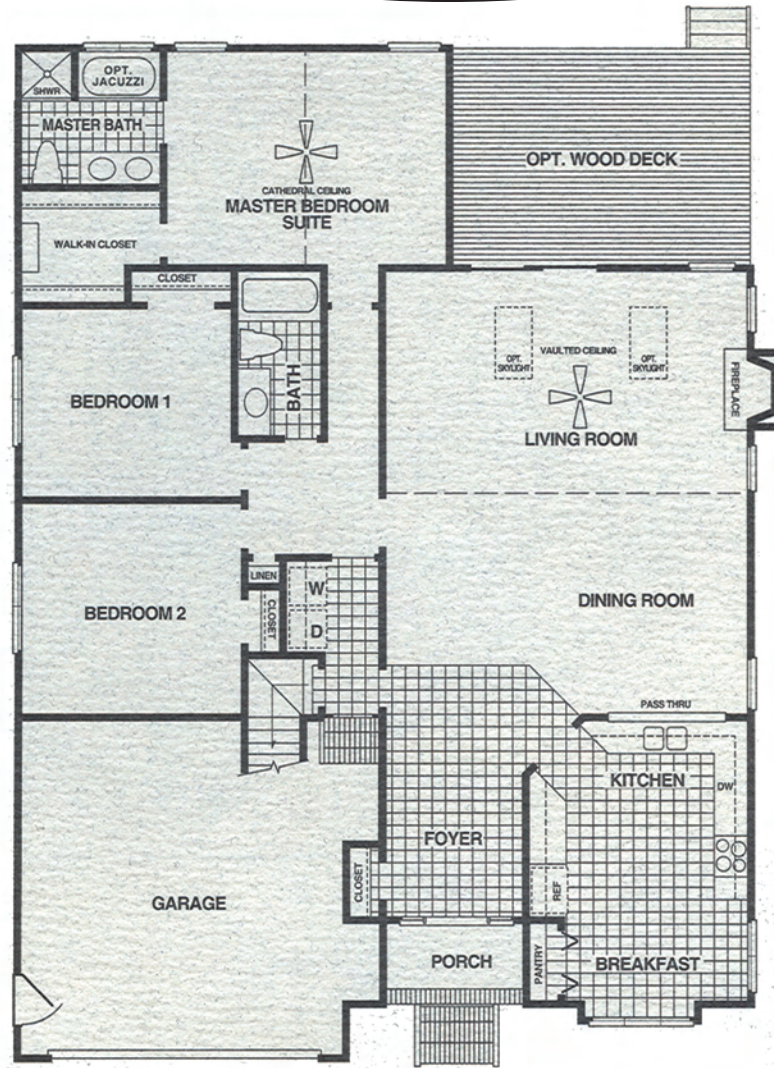 OPT.
JACUZZI
SHWR
MASTER BATH
OPT. WOOD DECK
CATHEDRAL CEILING
MASTER BEDROOM
SUITE
WALK-IN CLOSET
CLOSET
OPT.
SKYLIGHT
VAULTED CEILING
OPT.
SKYLIGHT
FIREPLACE
BEDROOM 1
BATH
LIVING ROOM
LINEN
W
D
CLOSET
BEDROOM 2
DINING ROOM
PASS THRU
KITCHEN
DW
FOYER
CLOSET
REF
GARAGE
PORCH
PANTRY
BREAKFAST